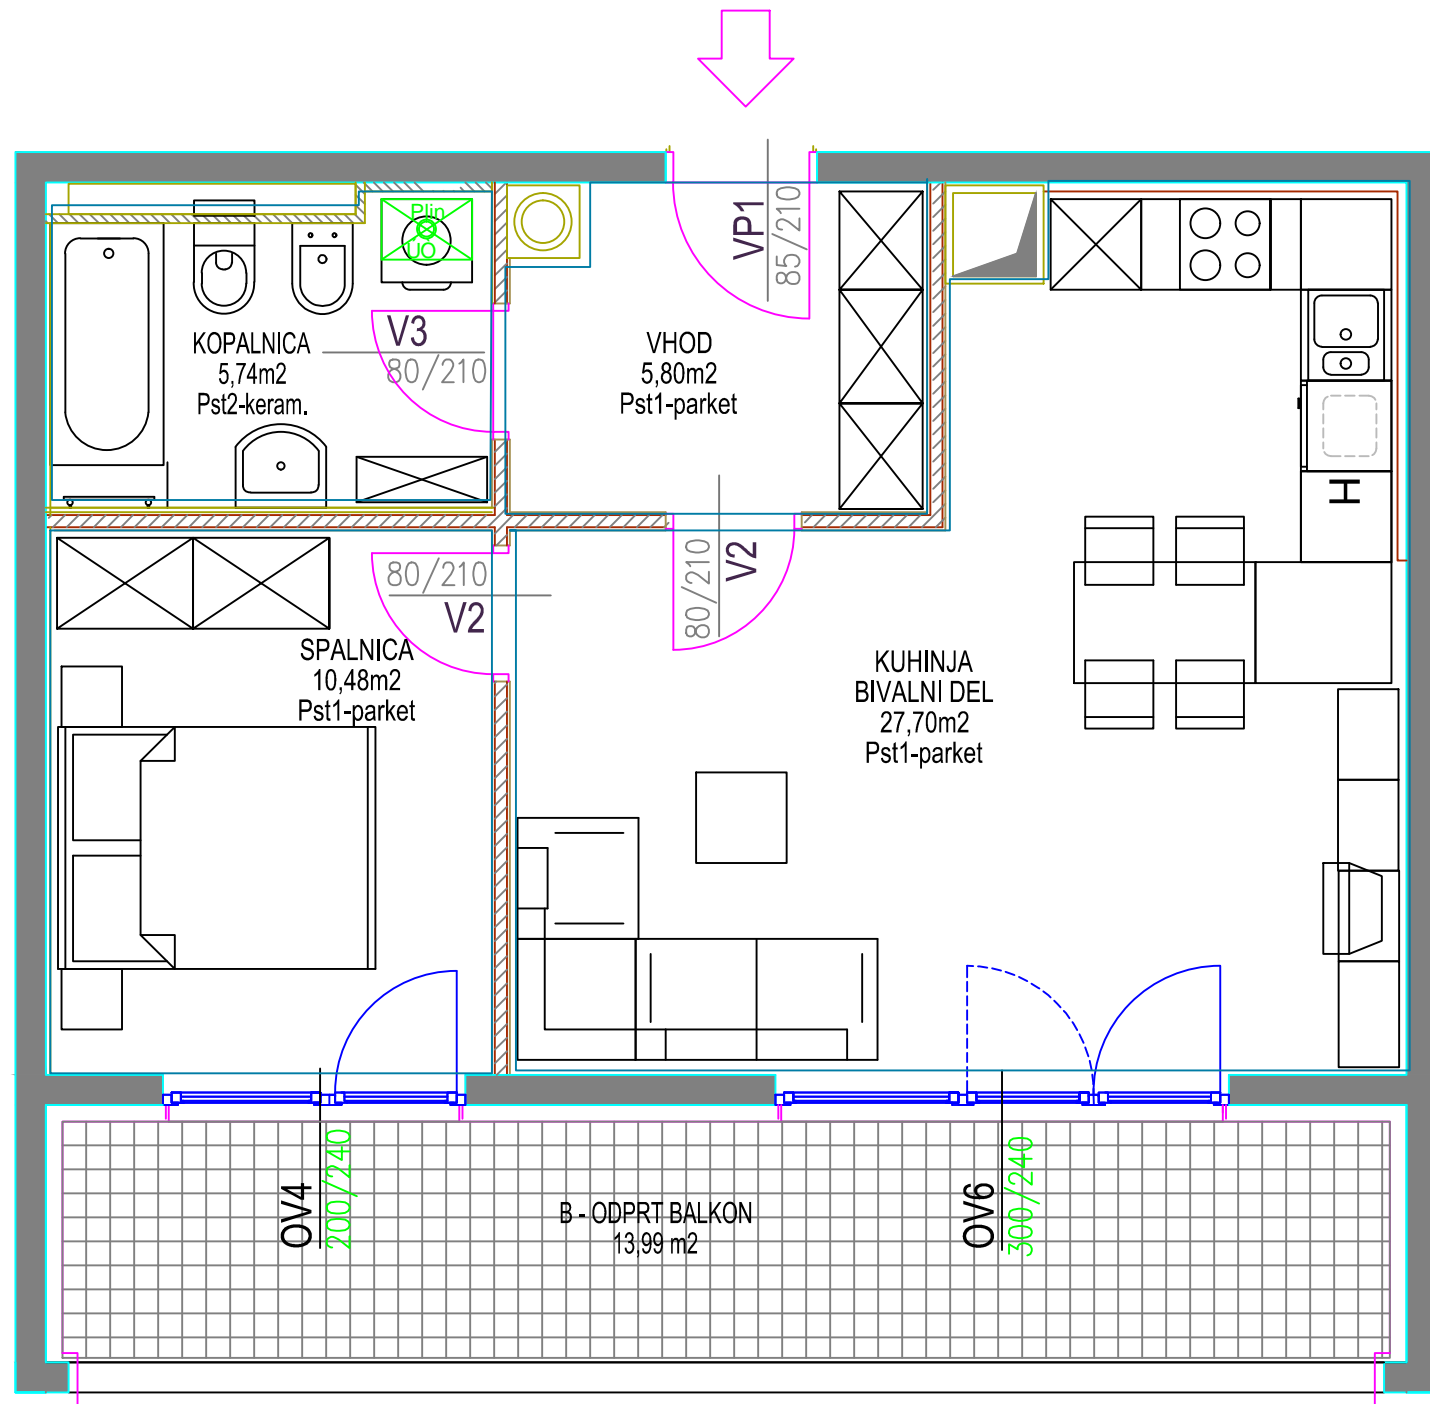 VP1
85/210
Plin
ÚO
V3
80/210
KOPALNICA
5,74m2
Pst2-keram.
VHOD
5,80m2
Pst1-parket
H
80/210
V2
80/210
V2
SPALNICA
10,48m2
Pst1-parket
KUHINJA
BIVALNI DEL
27,70m2
Pst1-parket
OV4
200/240
B - ODPRT BALKON
13,99 m2
OV6
300/240